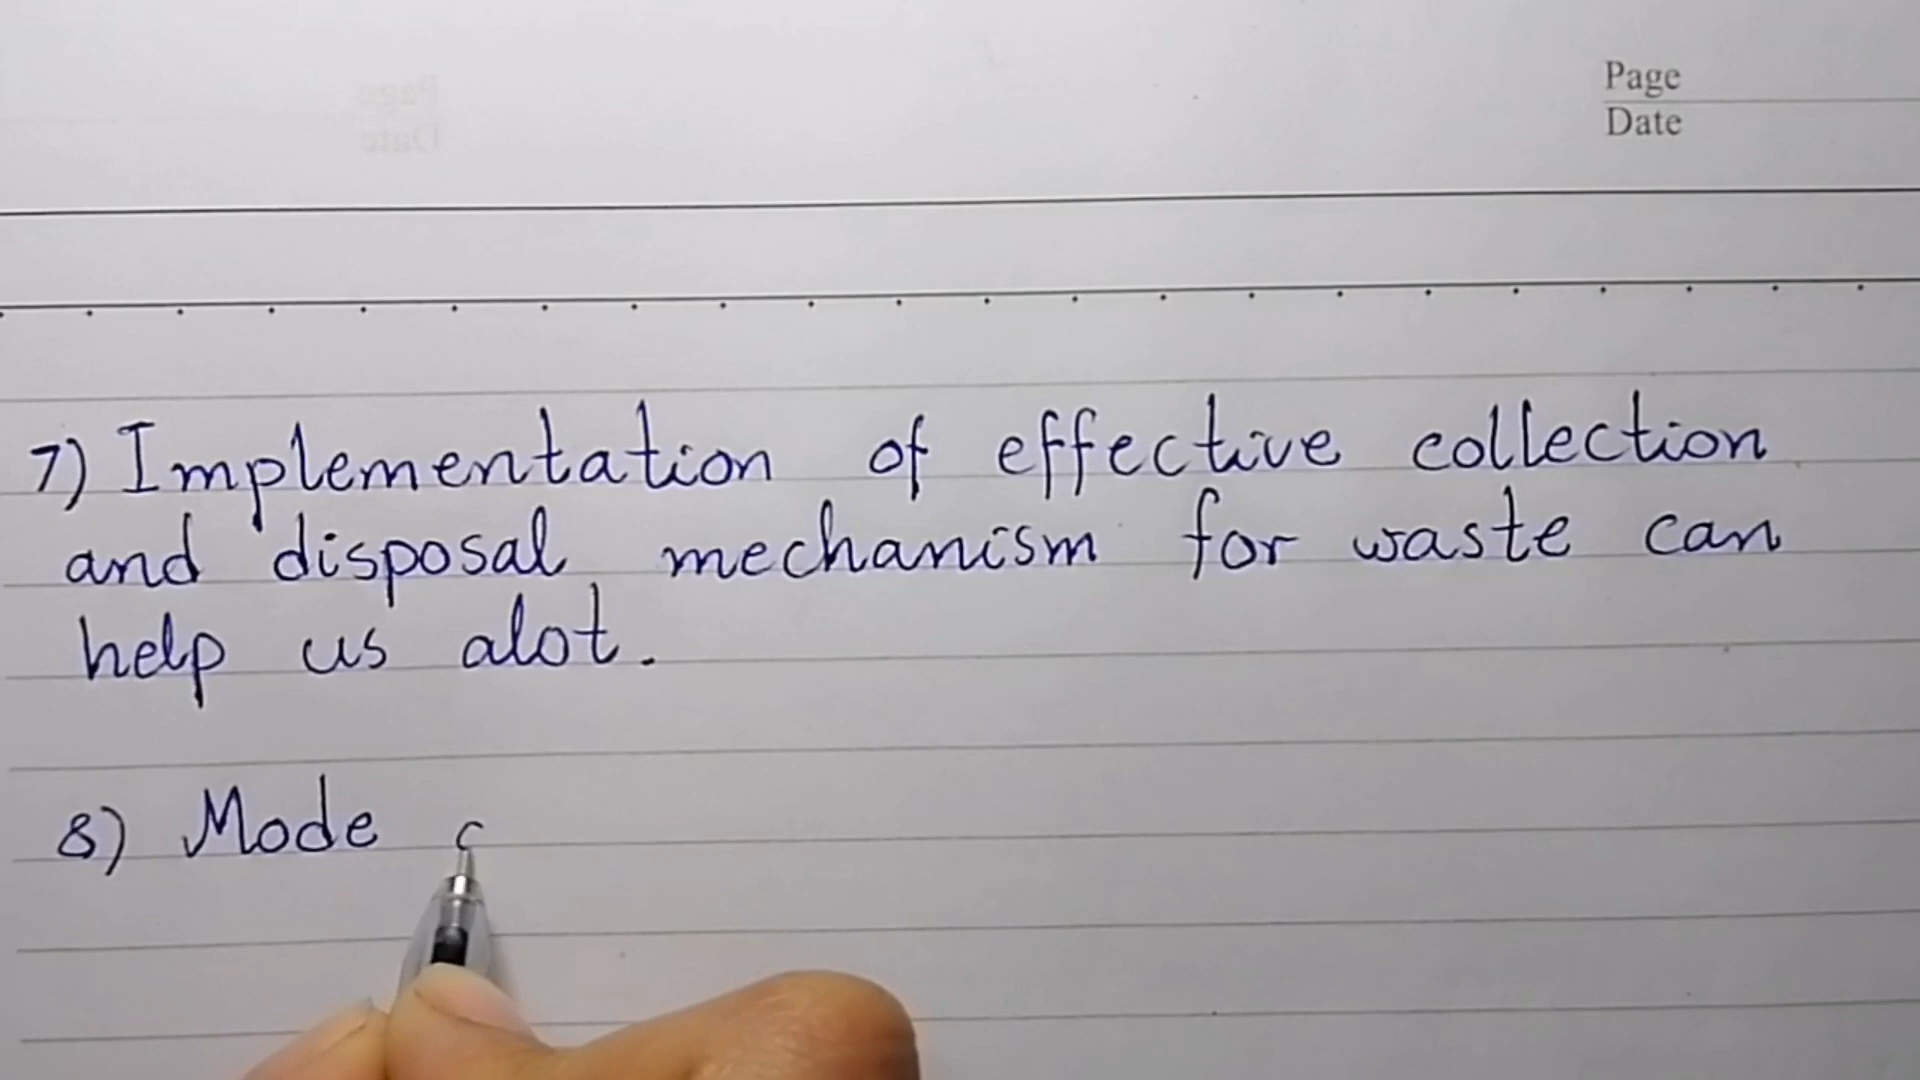 Page
Date
7) Implementation of effective collection
and disposal mechanism for waste can
help us alot.
8) Mode